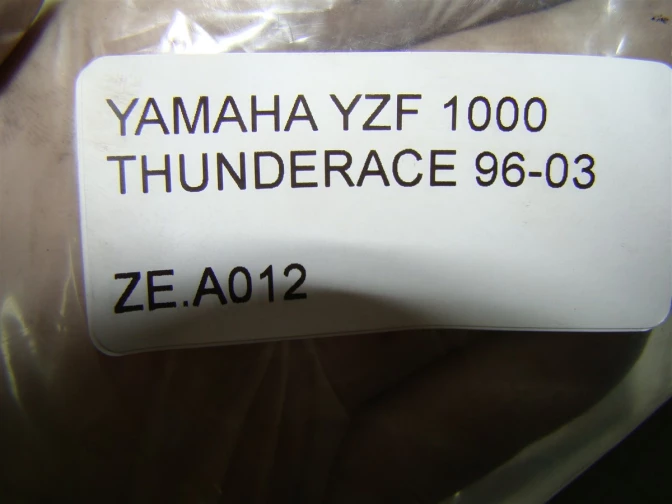 YAMAHA YZF 1000
THUNDERACE 96-03
ZE.A012